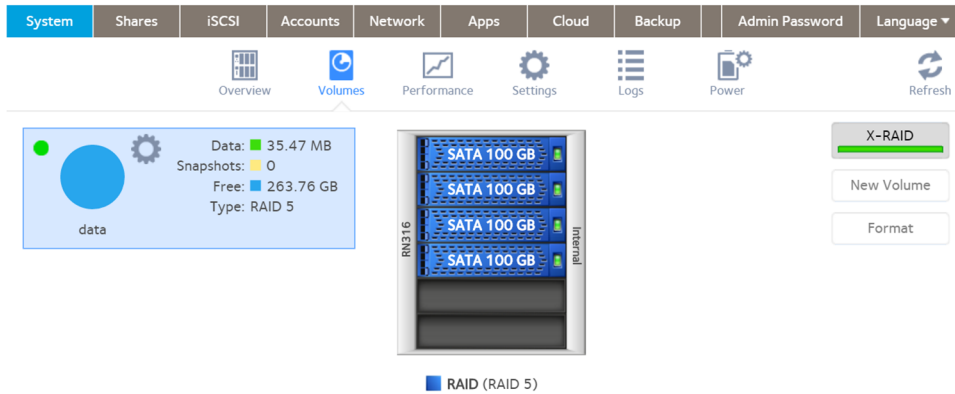 System Shares iSCSI Accounts Network Apps Cloud Backup Admin Password Language ▾
Overview Volumes Performance Settings Logs Power Refresh
Data: 35.47 MB
Snapshots: 0
Free: 263.76 GB
Type: RAID 5
data
RN316
SATA 100 GB
SATA 100 GB
SATA 100 GB
SATA 100 GB
Internal
RAID (RAID 5)
X-RAID
New Volume
Format